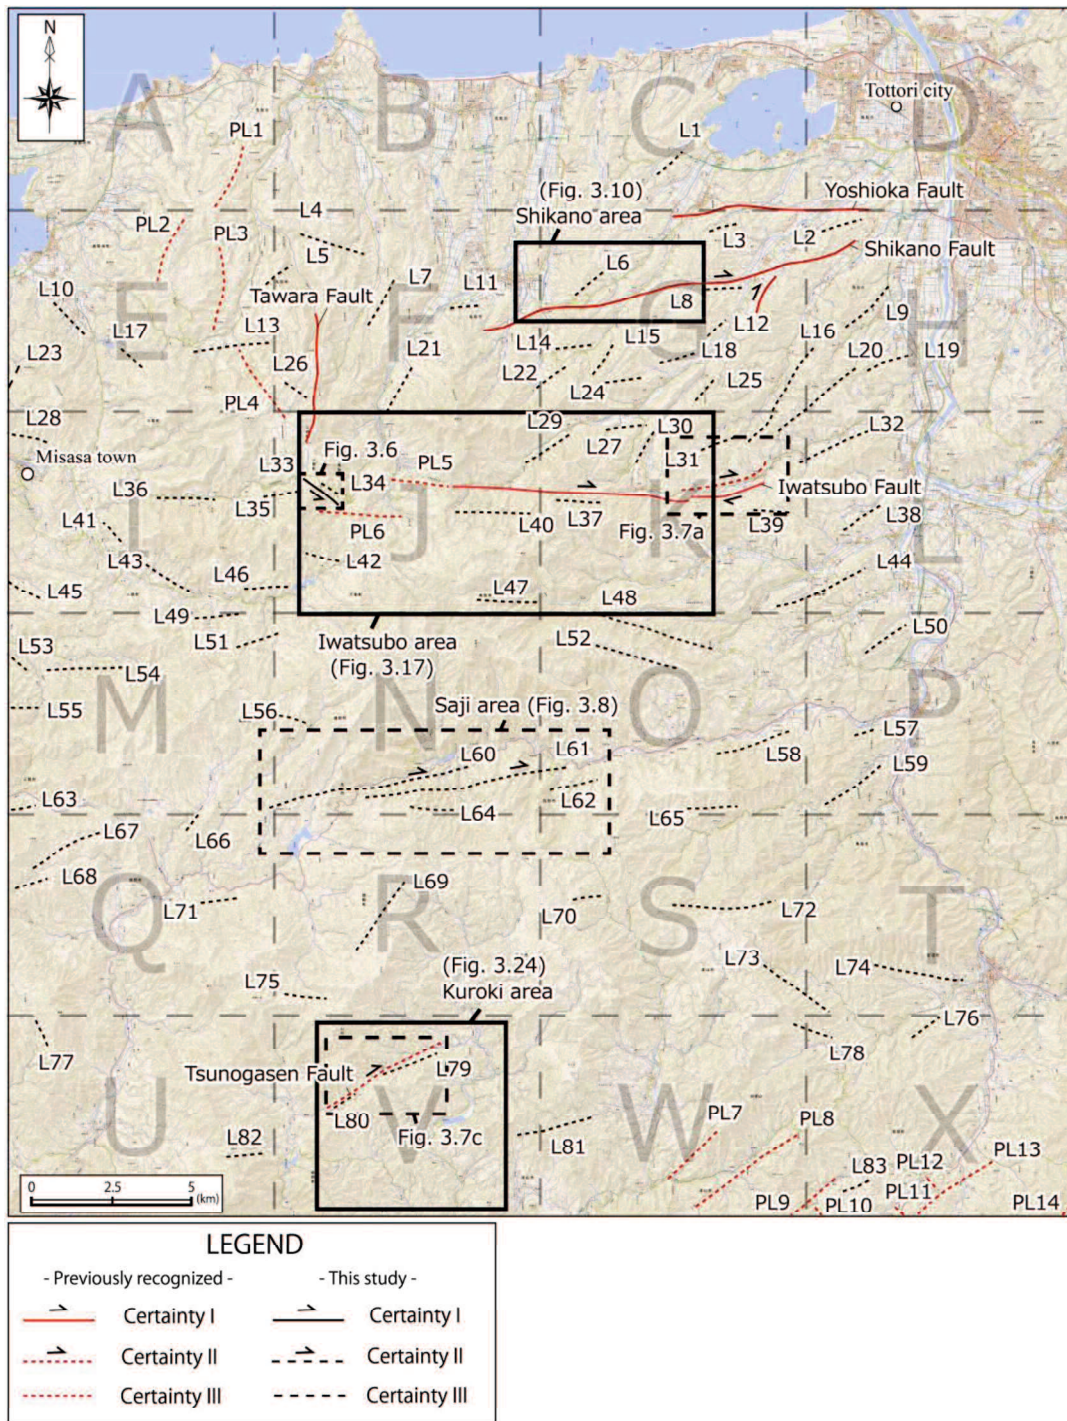 N
A
B
C
D
Tottori city
PL1
L1
(Fig. 3.10)
Shikano area
Yoshioka Fault
PL2
PL3
L4
L3
L2
Shikano Fault
L5
L6
L10
E
Tawara Fault
L7
F
L11
G
L8
H
L9
L17
L13
L14
L15
L12
L16
L23
L26
L21
L22
L18
L20
L19
PL4
L24
L25
L28
L29
L27
L30
L32
Misasa town
Fig. 3.6
L33
L34
PL5
L31
Iwatsubo Fault
L36
L35
L41
I
PL6
J
L40
L37
K
Fig. 3.7a
L39
L38
L
L43
L42
L44
L45
L46
L47
L48
L49
L51
Iwatsubo area
(Fig. 3.17)
L52
L50
L53
L54
M
N
O
P
L55
L56
Saji area (Fig. 3.8)
L57
L60
L61
L58
L59
L63
L64
L62
L65
L67
L66
L68
L69
Q
L71
R
L70
S
L72
T
(Fig. 3.24)
Kuroki area
L73
L74
L75
L76
L77
L78
Tsunogasen Fault
L79
U
V
W
X
L80
Fig. 3.7c
L82
L81
PL7
PL8
L83
PL12
PL13
PL9
PL10
PL11
PL14
0 2.5 5
(km)
LEGEND
- Previously recognized - - This study -
Certainty I Certainty I
Certainty II Certainty II
Certainty III Certainty III